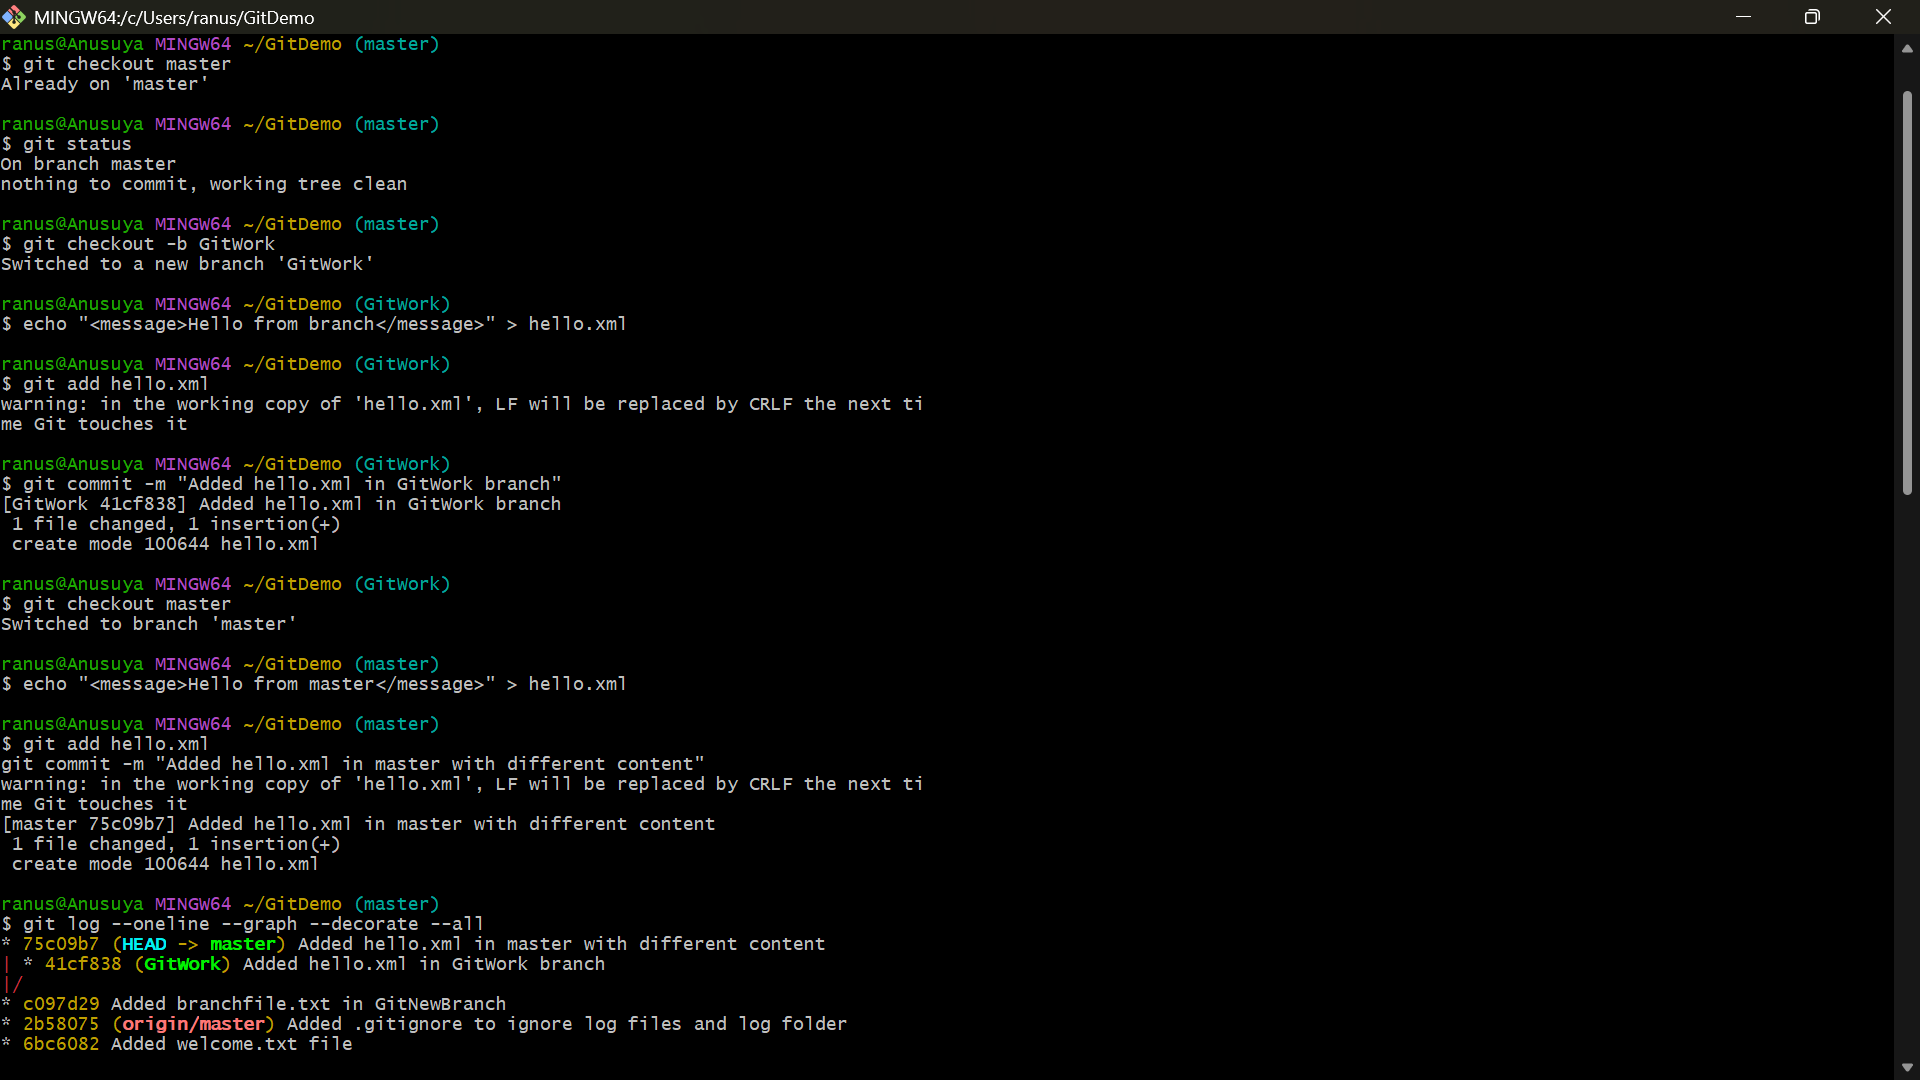 MINGW64:/c/Users/ranus/GitDemo
ranus@Anusuya MINGW64 ~/GitDemo (master)
$ git checkout master
Already on 'master'
ranus@Anusuya MINGW64 ~/GitDemo (master)
$ git status
On branch master
nothing to commit, working tree clean
ranus@Anusuya MINGW64 ~/GitDemo (master)
$ git checkout -b GitWork
Switched to a new branch 'GitWork'
ranus@Anusuya MINGW64 ~/GitDemo (GitWork)
$ echo "<message>Hello from branch</message>" > hello.xml
ranus@Anusuya MINGW64 ~/GitDemo (GitWork)
$ git add hello.xml
warning: in the working copy of 'hello.xml', LF will be replaced by CRLF the next ti
me Git touches it
ranus@Anusuya MINGW64 ~/GitDemo (GitWork)
$ git commit -m "Added hello.xml in GitWork branch"
[GitWork 41cf838] Added hello.xml in GitWork branch
 1 file changed, 1 insertion(+)
 create mode 100644 hello.xml
ranus@Anusuya MINGW64 ~/GitDemo (GitWork)
$ git checkout master
Switched to branch 'master'
ranus@Anusuya MINGW64 ~/GitDemo (master)
$ echo "<message>Hello from master</message>" > hello.xml
ranus@Anusuya MINGW64 ~/GitDemo (master)
$ git add hello.xml
git commit -m "Added hello.xml in master with different content"
warning: in the working copy of 'hello.xml', LF will be replaced by CRLF the next ti
me Git touches it
[master 75c09b7] Added hello.xml in master with different content
 1 file changed, 1 insertion(+)
 create mode 100644 hello.xml
ranus@Anusuya MINGW64 ~/GitDemo (master)
$ git log --oneline --graph --decorate --all
* 75c09b7 (HEAD -> master) Added hello.xml in master with different content
| * 41cf838 (GitWork) Added hello.xml in GitWork branch
|/
* c097d29 Added branchfile.txt in GitNewBranch
* 2b58075 (origin/master) Added .gitignore to ignore log files and log folder
* 6bc6082 Added welcome.txt file